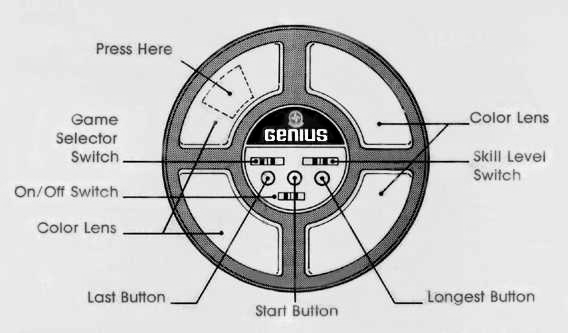 Press Here
Game
Selector
Switch
On/Off Switch
Color Lens
Last Button
GENIUS
Start Button
Color Lens
Skill Level
Switch
Longest Button